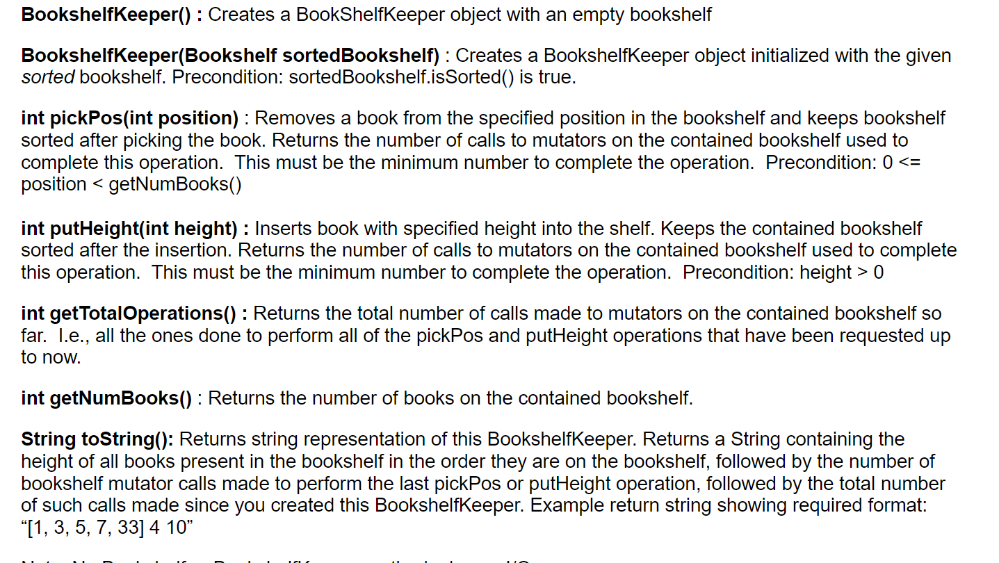 BookshelfKeeper() : Creates a BookShelfKeeper object with an empty bookshelf
BookshelfKeeper(Bookshelf sortedBookshelf) : Creates a BookshelfKeeper object initialized with the given
sorted bookshelf. Precondition: sortedBookshelf.isSorted() is true.
int pickPos(int position) : Removes a book from the specified position in the bookshelf and keeps bookshelf
sorted after picking the book. Returns the number of calls to mutators on the contained bookshelf used to
complete this operation.  This must be the minimum number to complete the operation.  Precondition: 0 <=
position < getNumBooks()
int putHeight(int height) : Inserts book with specified height into the shelf. Keeps the contained bookshelf
sorted after the insertion. Returns the number of calls to mutators on the contained bookshelf used to complete
this operation.  This must be the minimum number to complete the operation.  Precondition: height > 0
int getTotalOperations() : Returns the total number of calls made to mutators on the contained bookshelf so
far.  I.e., all the ones done to perform all of the pickPos and putHeight operations that have been requested up
to now.
int getNumBooks() : Returns the number of books on the contained bookshelf.
String toString(): Returns string representation of this BookshelfKeeper. Returns a String containing the
height of all books present in the bookshelf in the order they are on the bookshelf, followed by the number of
bookshelf mutator calls made to perform the last pickPos or putHeight operation, followed by the total number
of such calls made since you created this BookshelfKeeper. Example return string showing required format:
“[1, 3, 5, 7, 33] 4 10”